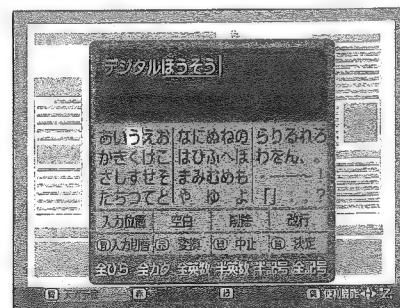 デジタルほうそう
あいうえお なにぬねの らりるれろ
かきくけこ はひふへほ わをん、。
さしすせそ まみむめも ー !
たちつてと や ゆ よ 「」 ?
入力位置 空白 削除 改行
入力切替 変換 中止 決定
全ひら 全カタ 全英数 半英数 半記号 全記号